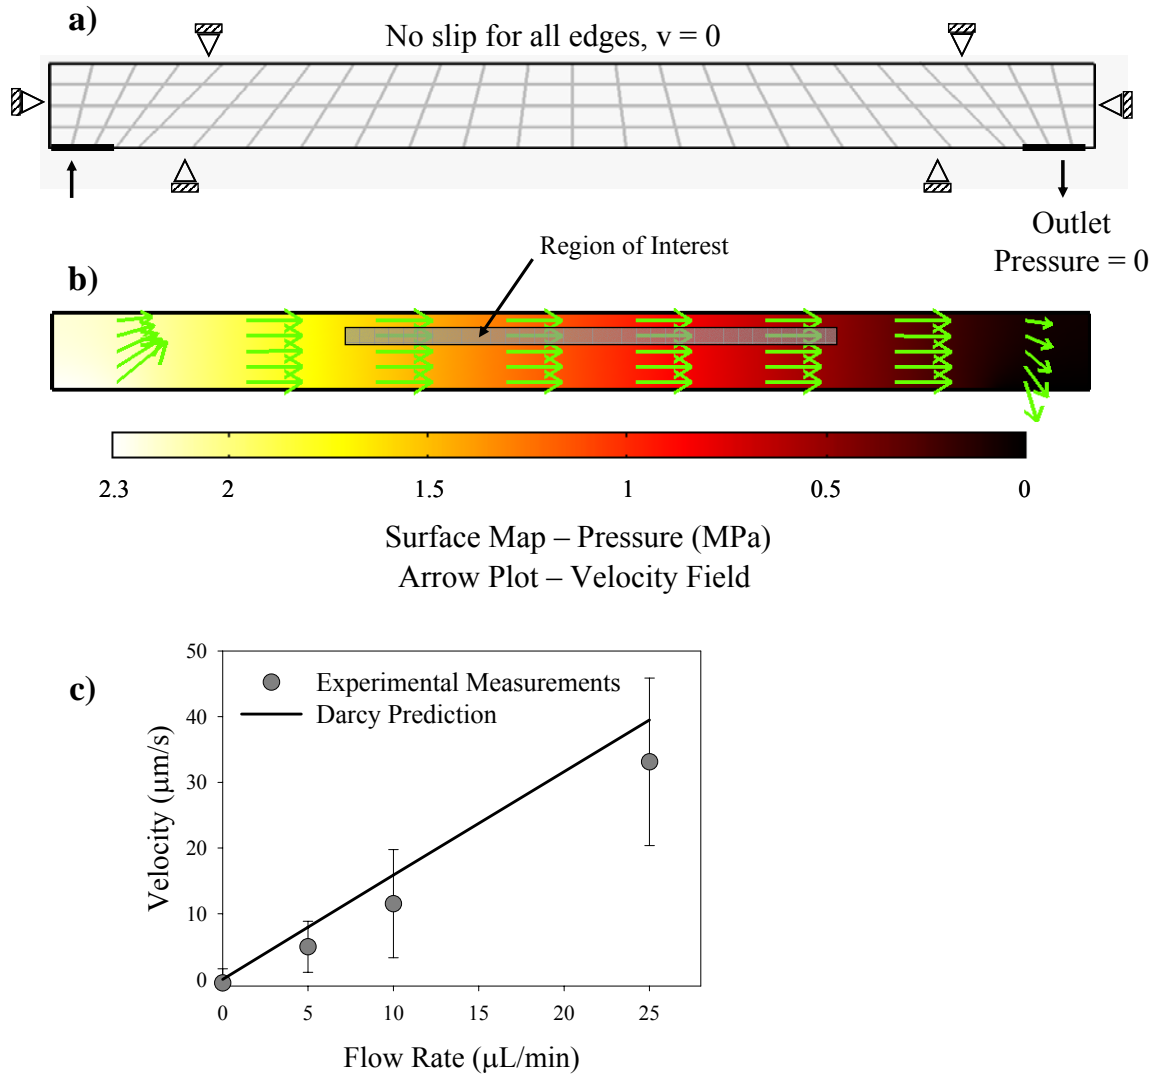 a)
No slip for all edges, v = 0
Outlet
Pressure = 0
Region of Interest
b)
2.3 2 1.5 1 0.5 0
Surface Map – Pressure (MPa)
Arrow Plot – Velocity Field
c)
Experimental Measurements
Darcy Prediction
Velocity (μm/s)
50
40
30
20
10
0
0 5 10 15 20 25
Flow Rate (μL/min)